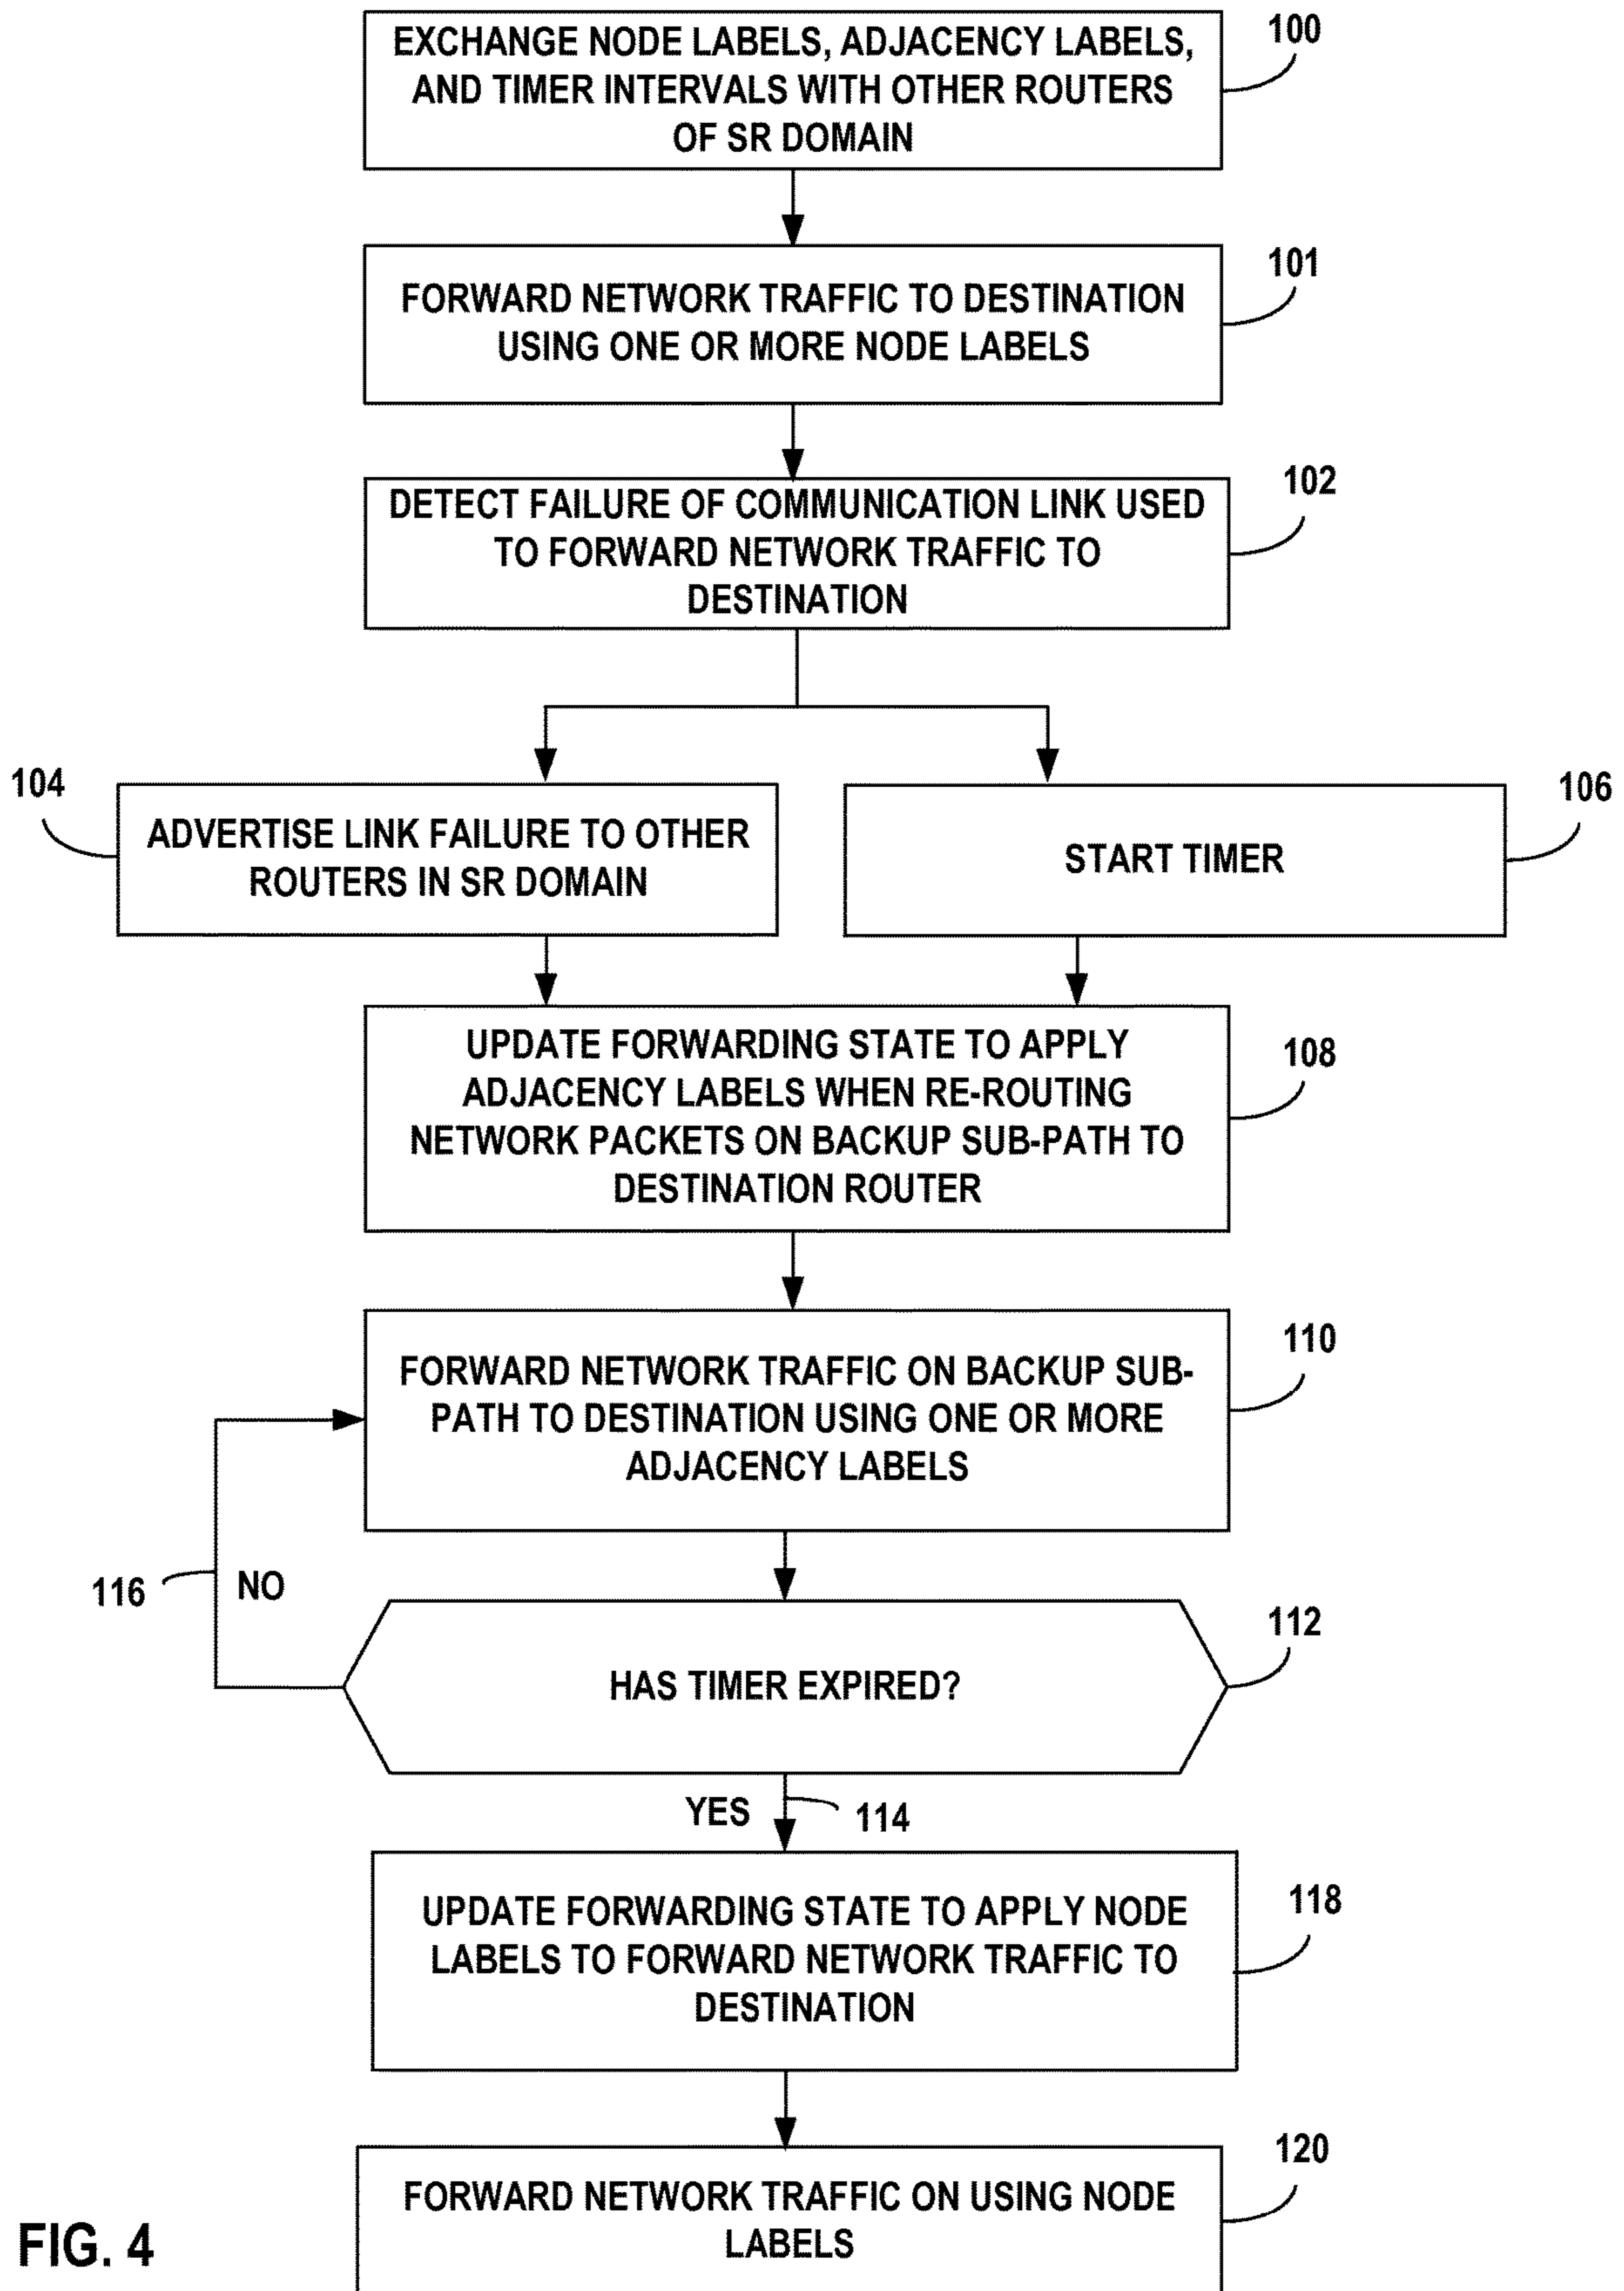 EXCHANGE NODE LABELS, ADJACENCY LABELS,
AND TIMER INTERVALS WITH OTHER ROUTERS
OF SR DOMAIN
100
FORWARD NETWORK TRAFFIC TO DESTINATION
USING ONE OR MORE NODE LABELS
101
DETECT FAILURE OF COMMUNICATION LINK USED
TO FORWARD NETWORK TRAFFIC TO
DESTINATION
102
104
ADVERTISE LINK FAILURE TO OTHER
ROUTERS IN SR DOMAIN
START TIMER
106
UPDATE FORWARDING STATE TO APPLY
ADJACENCY LABELS WHEN RE-ROUTING
NETWORK PACKETS ON BACKUP SUB-PATH TO
DESTINATION ROUTER
108
FORWARD NETWORK TRAFFIC ON BACKUP SUB-
PATH TO DESTINATION USING ONE OR MORE
ADJACENCY LABELS
110
116
NO
HAS TIMER EXPIRED?
112
YES
114
UPDATE FORWARDING STATE TO APPLY NODE
LABELS TO FORWARD NETWORK TRAFFIC TO
DESTINATION
118
FORWARD NETWORK TRAFFIC ON USING NODE
LABELS
120
FIG. 4